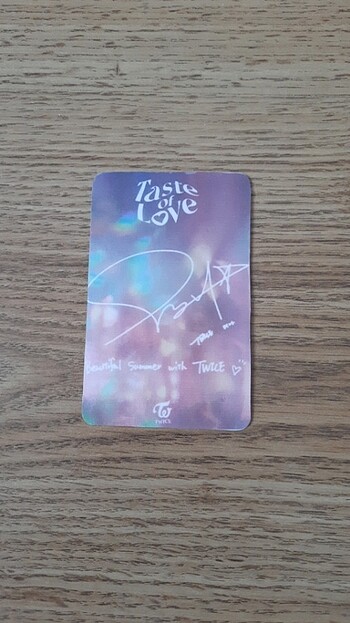 Taste
of
Love
Beautiful Summer with TWICE ♡
TWICE